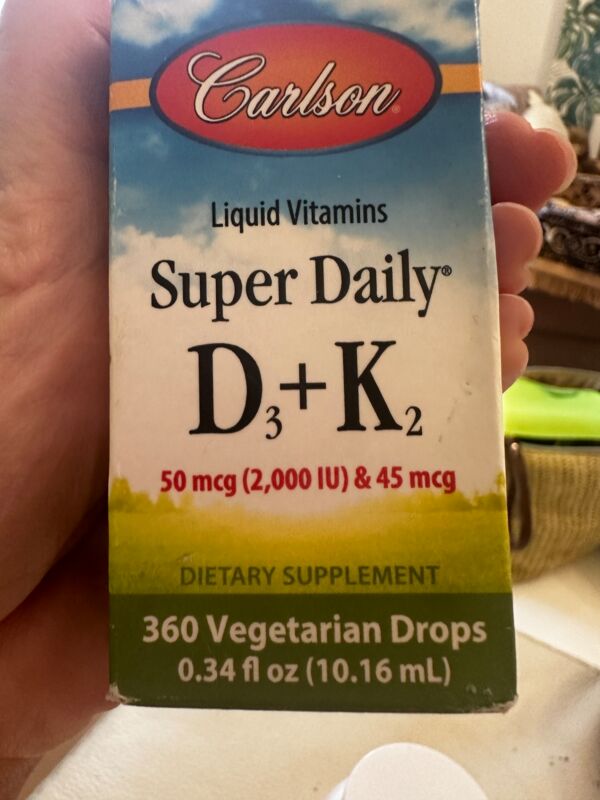 Carlson®
Liquid Vitamins
Super Daily®
D₃+K₂
50 mcg (2,000 IU) & 45 mcg
DIETARY SUPPLEMENT
360 Vegetarian Drops
0.34 fl oz (10.16 mL)